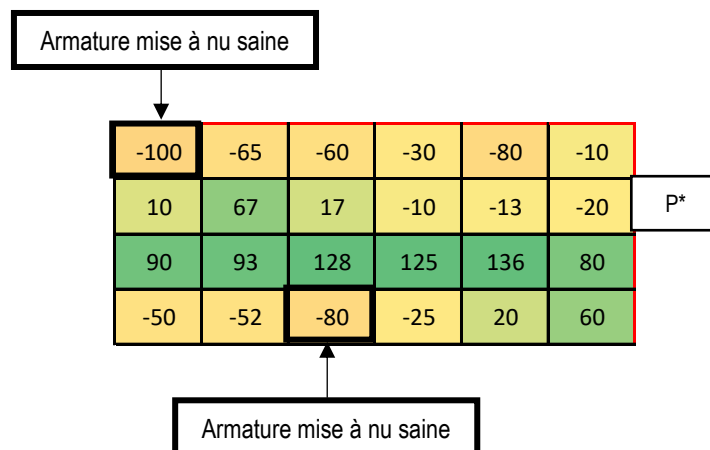 Armature mise à nu saine
-100 -65 -60 -30 -80 -10
10 67 17 -10 -13 -20 P*
90 93 128 125 136 80
-50 -52 -80 -25 20 60
Armature mise à nu saine